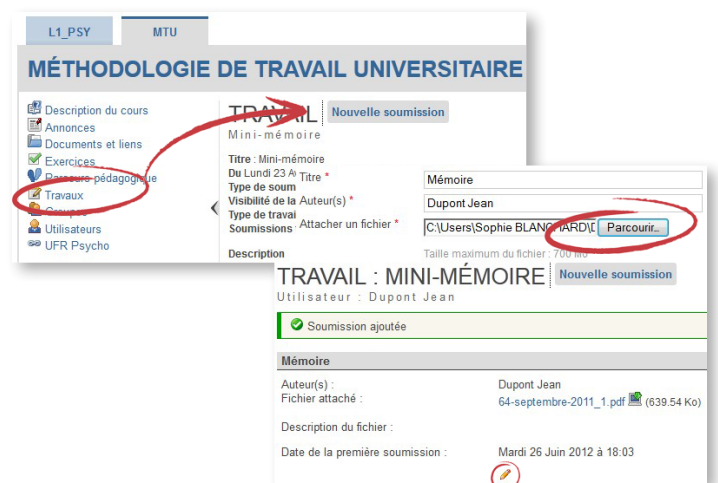 L1_PSY
MTU
MÉTHODOLOGIE DE TRAVAIL UNIVERSITAIRE
Description du cours
Annonces
Documents et liens
Exercices
Parcours pédagogique
Travaux
Groupes
Utilisateurs
UFR Psycho
TRAVAIL Nouvelle soumission
Mini-mémoire
Titre : Mini-mémoire
Du Lundi 23
Type de soum
Visibilité de la
Type de travai
Soumissions
Description
Titre * Mémoire
Auteur(s) * Dupont Jean
Attacher un fichier * C:\Users\Sophie BLANCHARD\D Parcourir...
Taille maximum du fichier : 700 Mo
TRAVAIL : MINI-MÉMOIRE Nouvelle soumission
Utilisateur : Dupont Jean
Soumission ajoutée
Mémoire
Auteur(s) : Dupont Jean
Fichier attaché : 64-septembre-2011_1.pdf (639.54 Ko)
Description du fichier :
Date de la première soumission : Mardi 26 Juin 2012 à 18:03